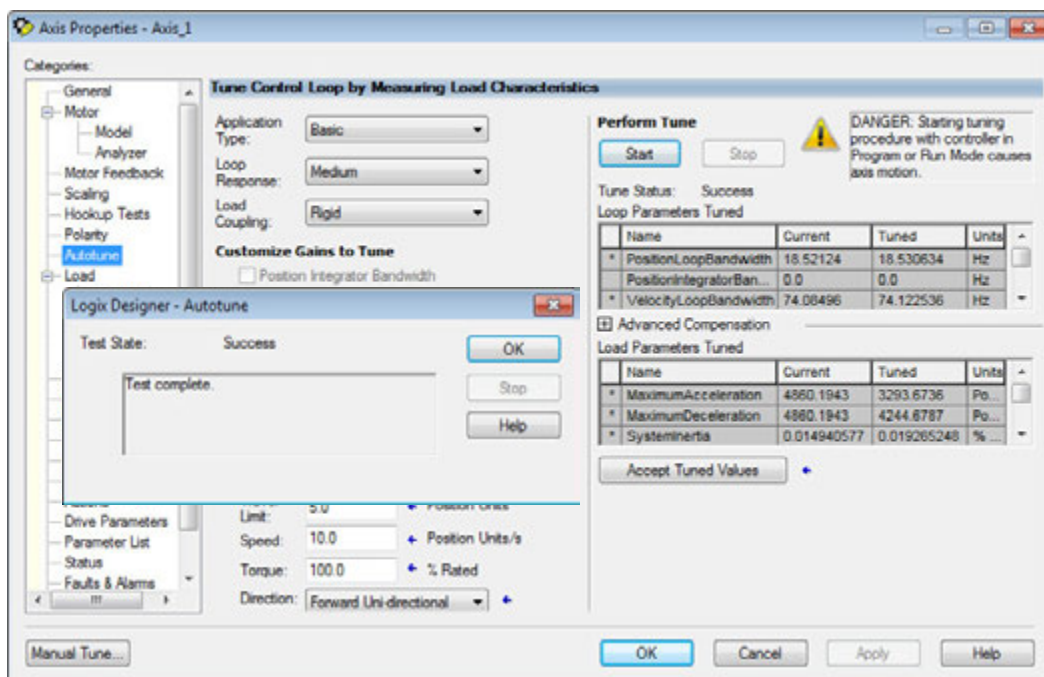 Axis Properties - Axis_1
Categories:
General
Motor
Model
Analyzer
Motor Feedback
Scaling
Hookup Tests
Polarity
Autotune
Load
Tune Control Loop by Measuring Load Characteristics
Application Type:
Basic
Loop Response:
Medium
Load Coupling:
Rigid
Customize Gains to Tune
Position Integrator Bandwidth
Perform Tune
Start
Stop
DANGER: Starting tuning
procedure with controller in
Program or Run Mode causes
axis motion.
Tune Status: Success
Loop Parameters Tuned
Name Current Tuned Units
* PositionLoopBandwidth 18.52124 18.530634 Hz
PositionIntegratorBan... 0.0 0.0 Hz
* VelocityLoopBandwidth 74.08496 74.122536 Hz
Advanced Compensation
Load Parameters Tuned
Name Current Tuned Units
* MaximumAcceleration 4860.1943 3293.6736 Po...
* MaximumDeceleration 4860.1943 4244.6787 Po...
* SystemInertia 0.014940577 0.019265248 % ...
Accept Tuned Values
Logix Designer - Autotune
Test State: Success
Test complete.
OK
Stop
Help
Drive Parameters
Parameter List
Status
Faults & Alarms
Limit: 5.0 Position Units
Speed: 10.0 Position Units/s
Torque: 100.0 % Rated
Direction: Forward Uni-directional
Manual Tune...
OK
Cancel
Apply
Help